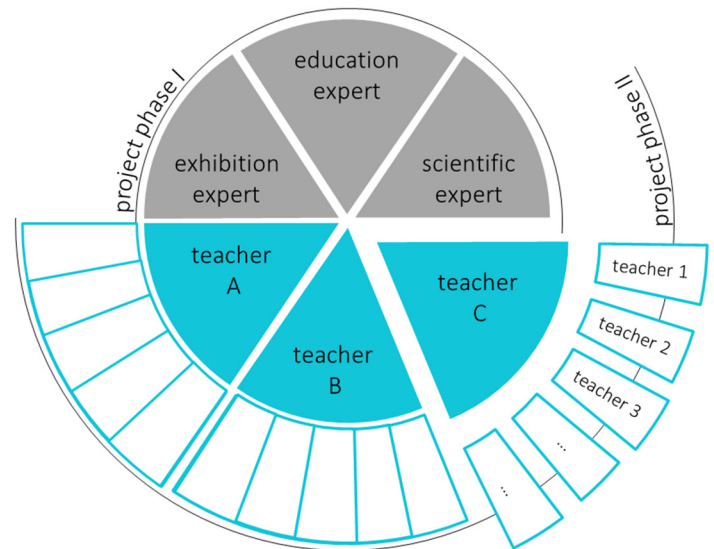 project phase I
education
expert
exhibition
expert
scientific
expert
project phase II
teacher
A
teacher
B
teacher
C
teacher 1
teacher 2
teacher 3
...
...